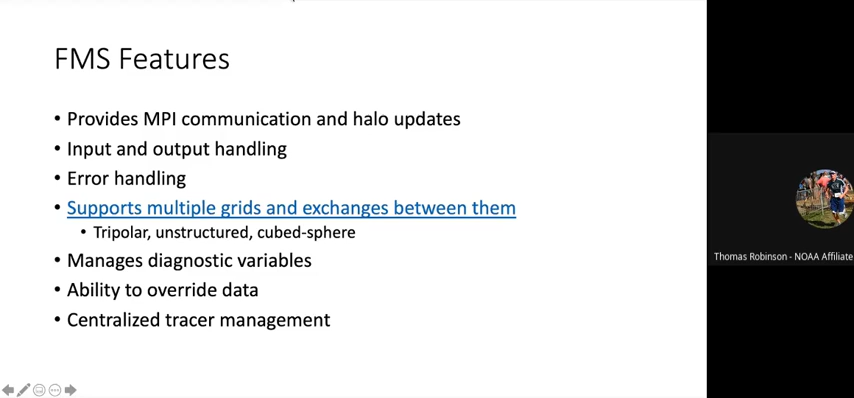 FMS Features
• Provides MPI communication and halo updates
• Input and output handling
• Error handling
• Supports multiple grids and exchanges between them
• Tripolar, unstructured, cubed-sphere
• Manages diagnostic variables
• Ability to override data
• Centralized tracer management
Thomas Robinson - NOAA Affiliate